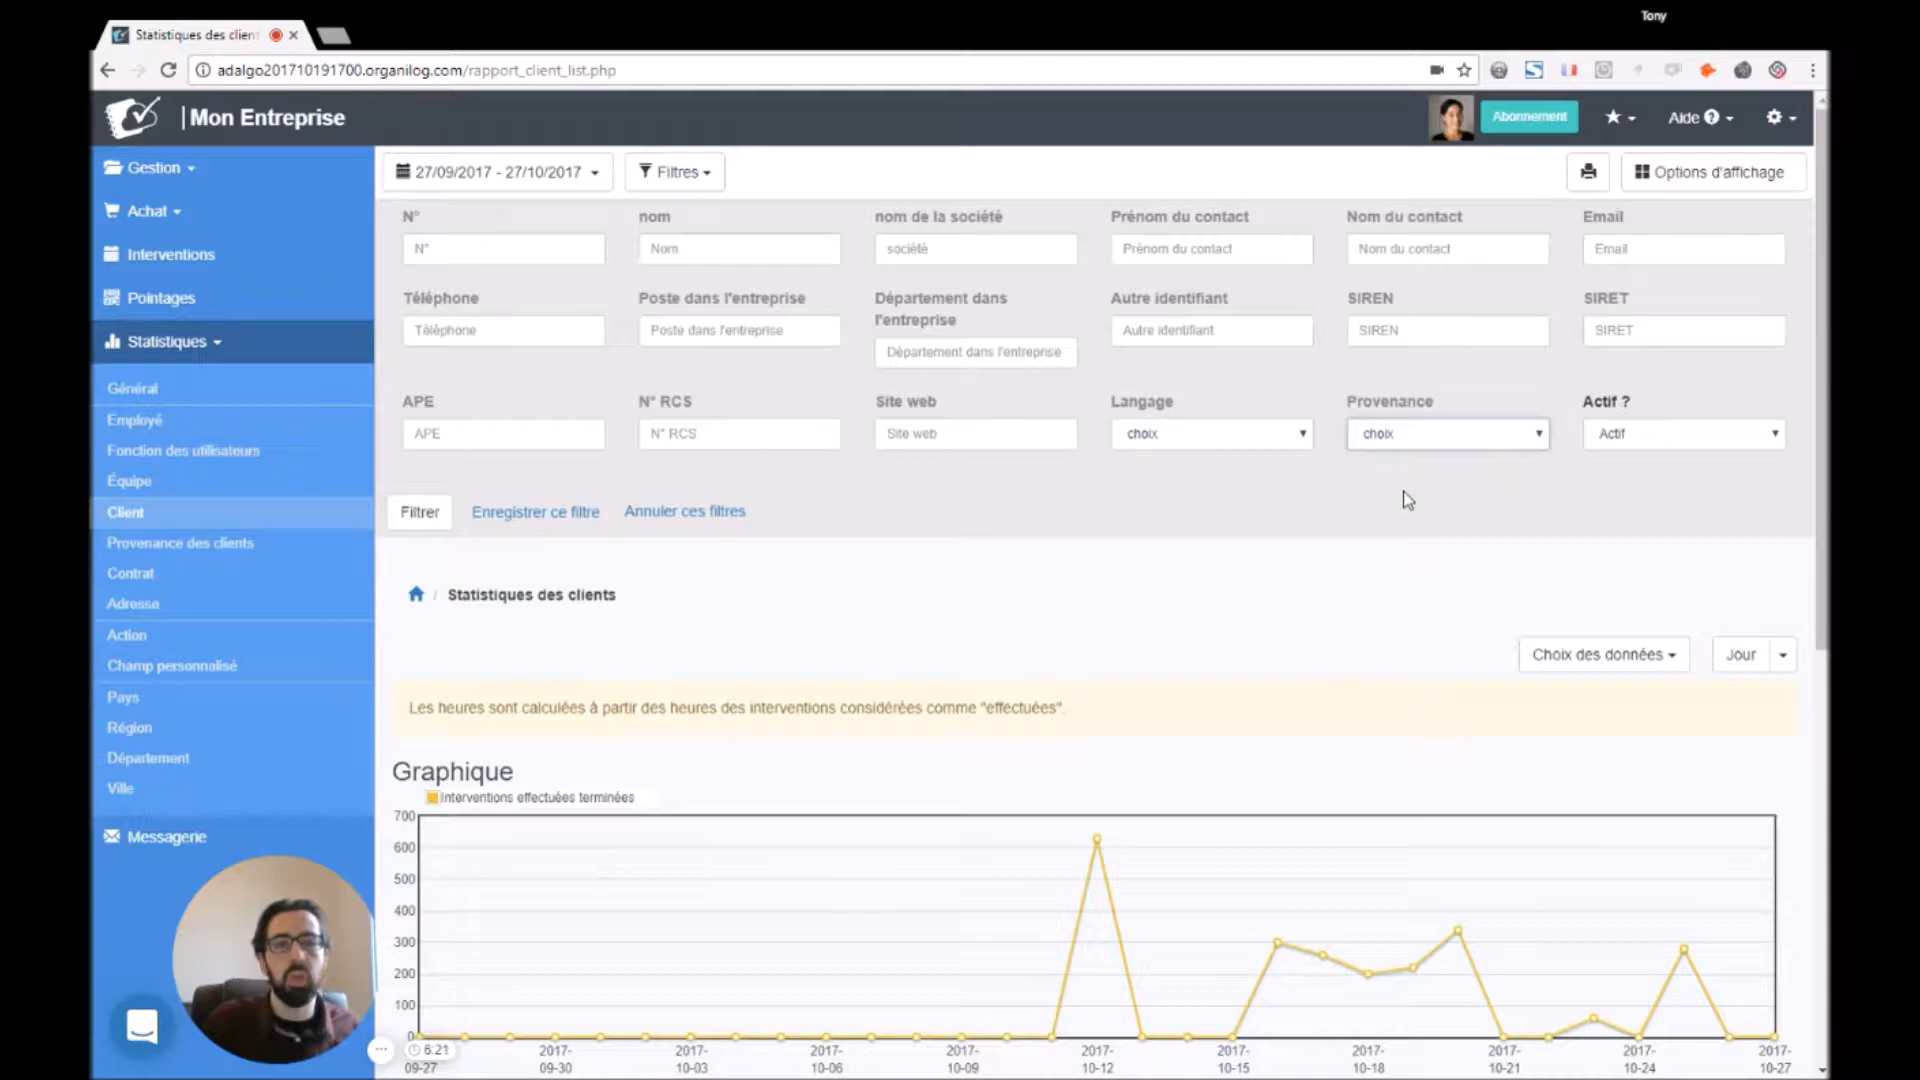 Tony
Statistiques des clien
adalgo201710191700.organilog.com/rapport_client_list.php
| Mon Entreprise
Abonnement
Aide
Gestion
Achat
Interventions
Pointages
Statistiques
Général
Employé
Fonction des utilisateurs
Équipe
Client
Provenance des clients
Contrat
Adresse
Action
Champ personnalisé
Pays
Région
Département
Ville
Messagerie
27/09/2017 - 27/10/2017
Filtres
Options d'affichage
N° nom nom de la société Prénom du contact Nom du contact Email
N° Nom société Prénom du contact Nom du contact Email
Téléphone Poste dans l'entreprise Département dans l'entreprise Autre identifiant SIREN SIRET
Téléphone Poste dans l'entreprise Département dans l'entreprise Autre identifiant SIREN SIRET
APE N° RCS Site web Langage Provenance Actif ?
APE N° RCS Site web choix choix Actif
Filtrer Enregistrer ce filtre Annuler ces filtres
/ Statistiques des clients
Choix des données Jour
Les heures sont calculées à partir des heures des interventions considérées comme "effectuées".
Graphique
Interventions effectuées terminées
700
600
500
400
300
200
100
0
6:21
2017-09-27 2017-09-30 2017-10-03 2017-10-06 2017-10-09 2017-10-12 2017-10-15 2017-10-18 2017-10-21 2017-10-24 2017-10-27